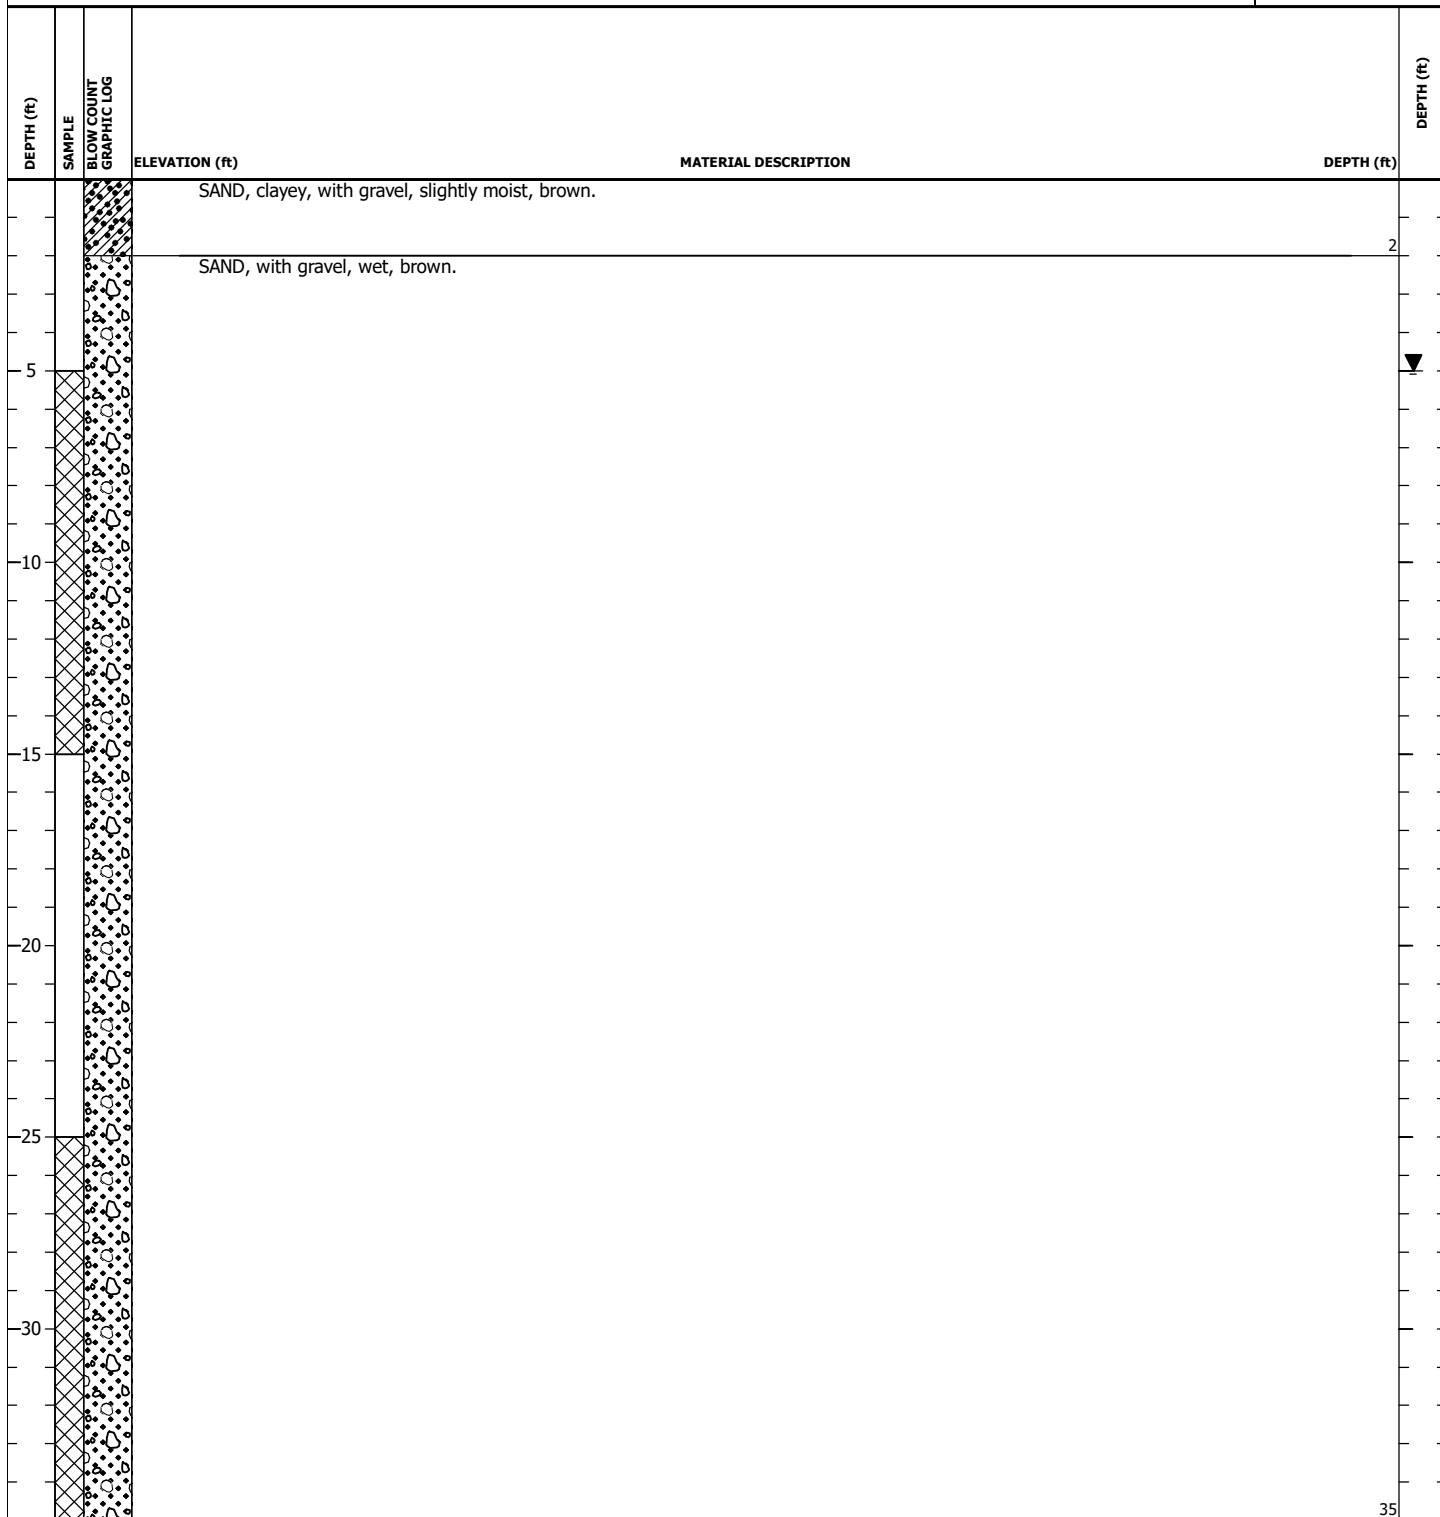 DEPTH (ft)
SAMPLE
BLOW COUNT
GRAPHIC LOG
ELEVATION (ft)
MATERIAL DESCRIPTION
DEPTH (ft)
DEPTH (ft)
SAND, clayey, with gravel, slightly moist, brown.
2
SAND, with gravel, wet, brown.
5
10
15
20
25
30
35